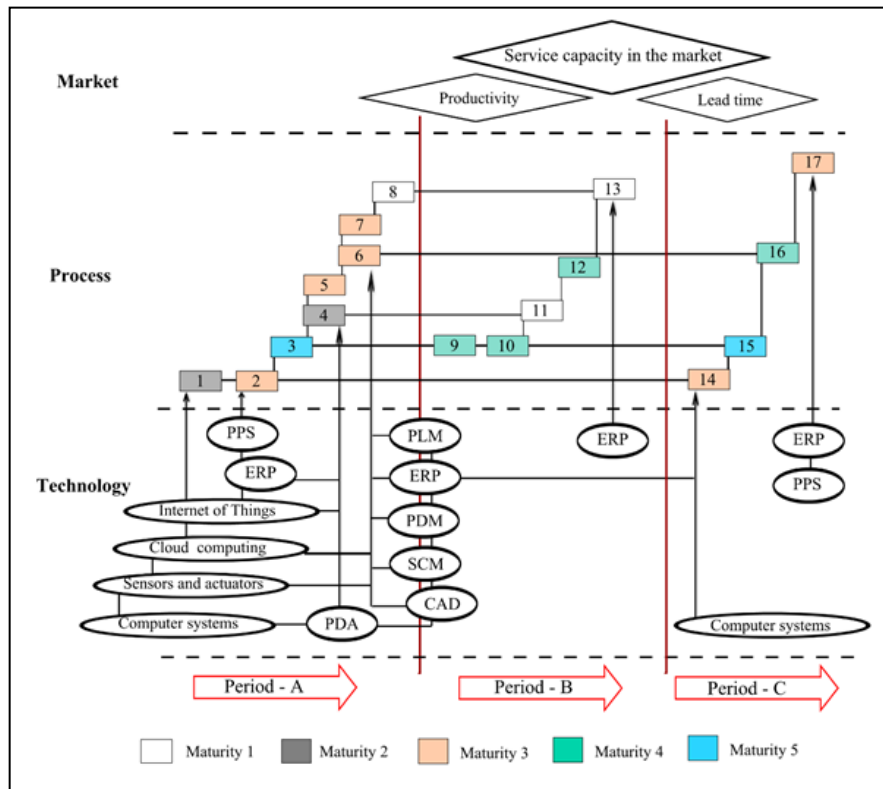 Service capacity in the market
Market
Productivity
Lead time
17
8
13
7
6
16
12
Process
5
11
4
3
9
10
15
1
2
14
PPS
PLM
ERP
ERP
ERP
ERP
Technology
PPS
Internet of Things
PDM
Cloud computing
SCM
Sensors and actuators
CAD
Computer systems
PDA
Computer systems
Period - A
Period - B
Period - C
Maturity 1
Maturity 2
Maturity 3
Maturity 4
Maturity 5